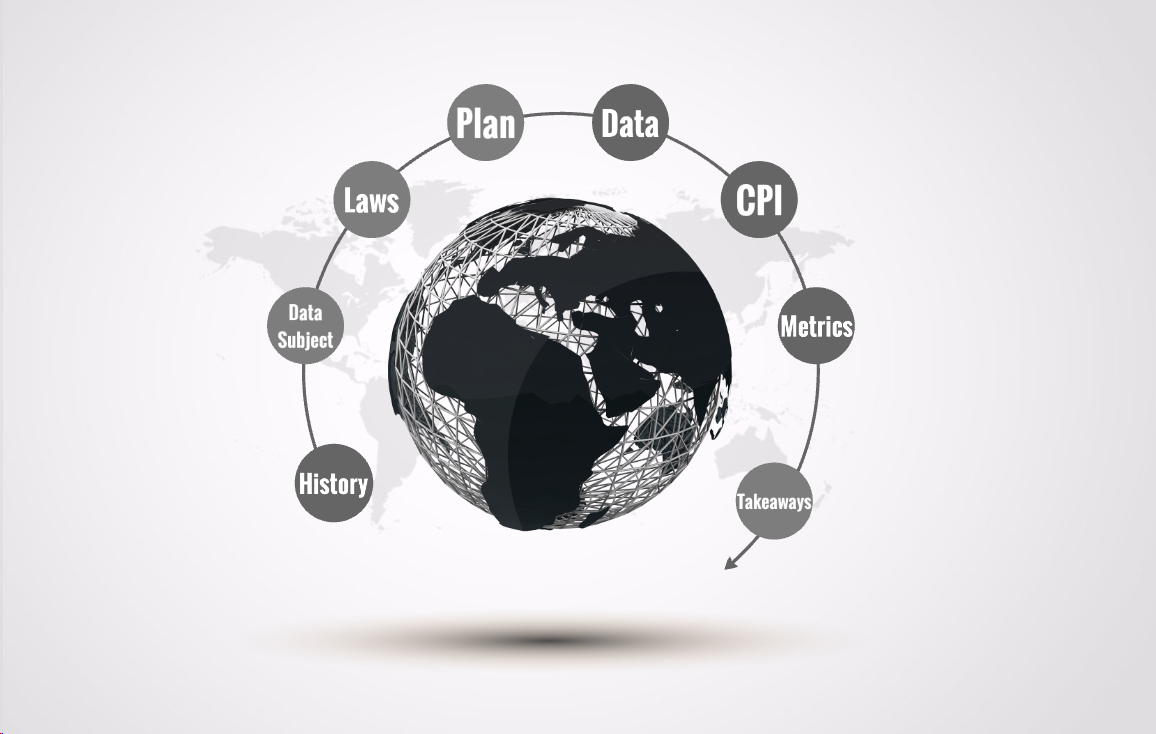 History
Data
Subject
Laws
Plan
Data
CPI
Metrics
Takeaways